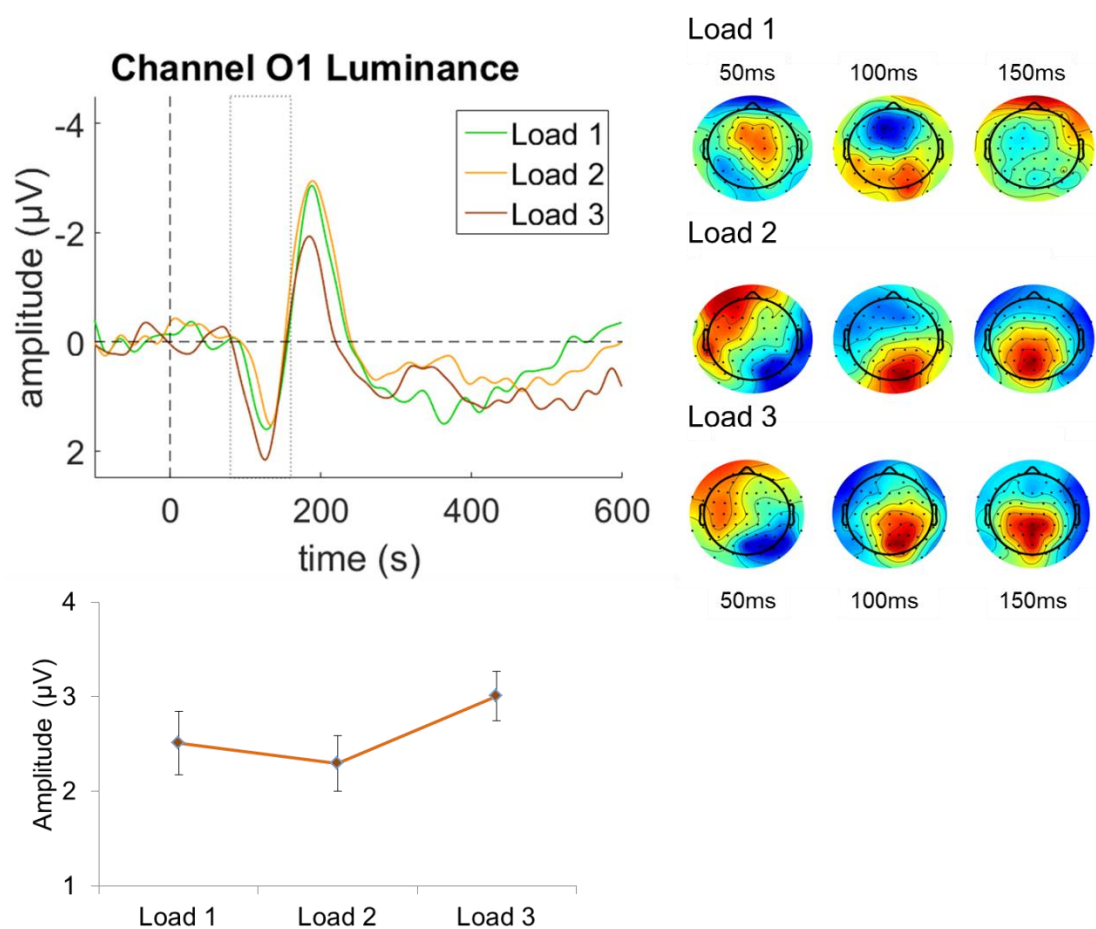 Channel O1 Luminance
-4
-2
0
2
amplitude (µV)
Load 1
Load 2
Load 3
0
200
400
600
time (s)
Load 1
50ms
100ms
150ms
Load 2
Load 3
50ms
100ms
150ms
4
3
2
1
Amplitude (µV)
Load 1
Load 2
Load 3